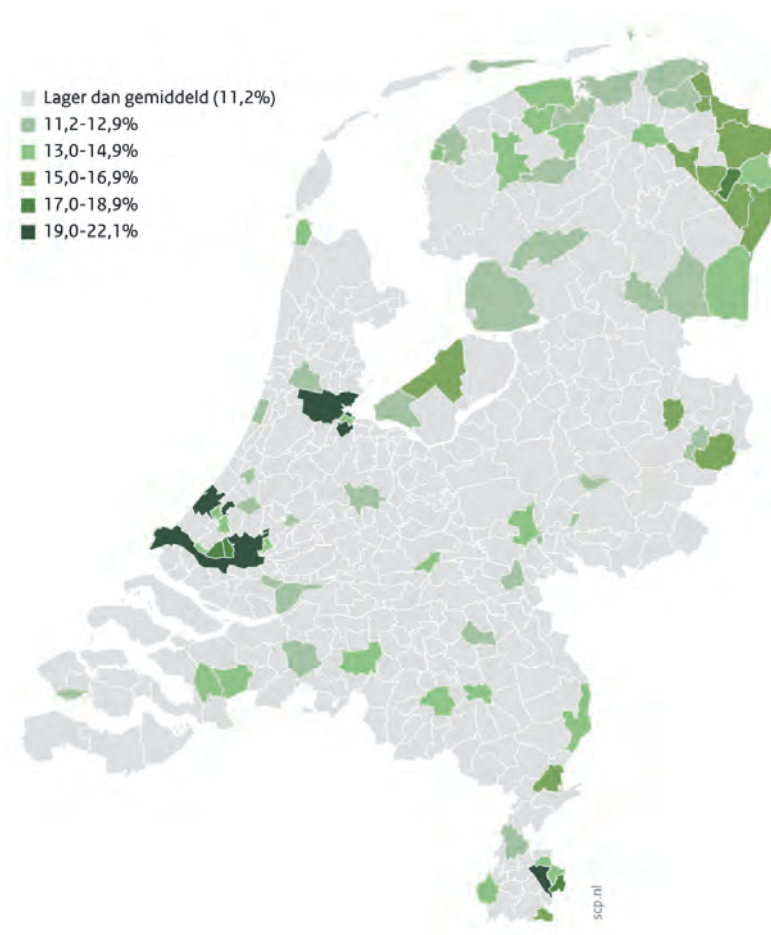 Lager dan gemiddeld (11,2%)
11,2-12,9%
13,0-14,9%
15,0-16,9%
17,0-18,9%
19,0-22,1%
scp.nl